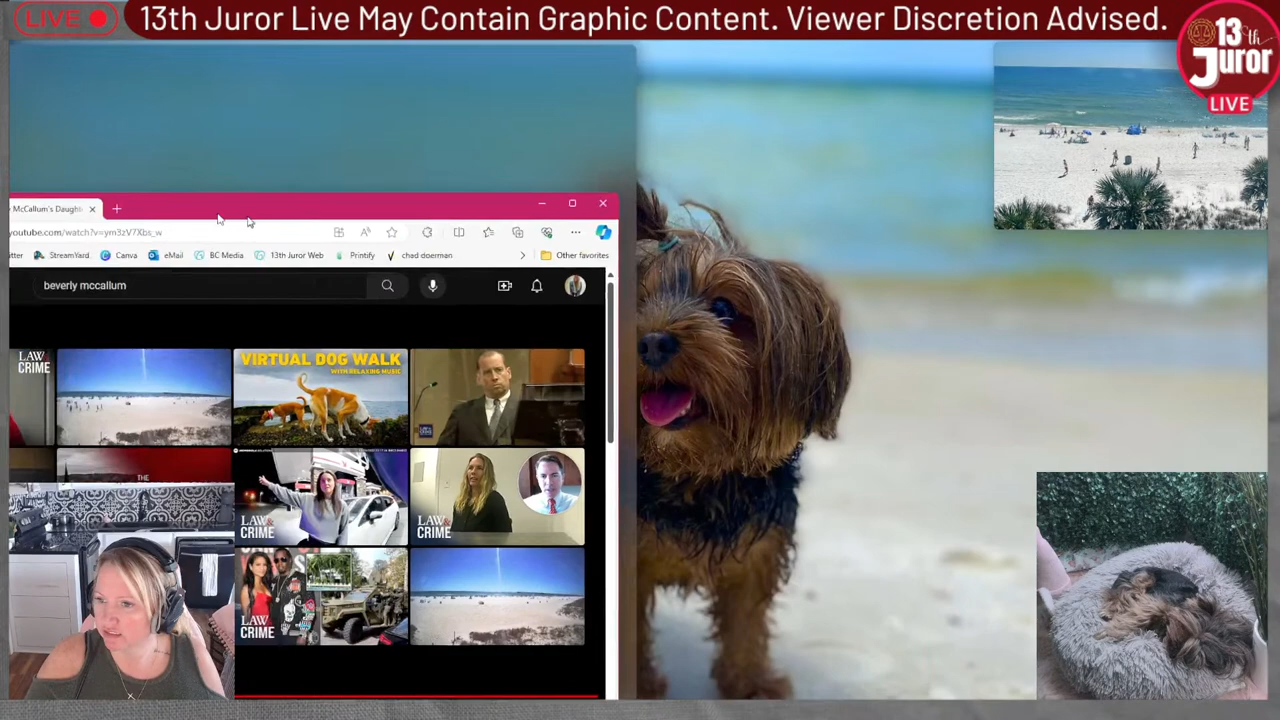 LIVE
13th Juror Live May Contain Graphic Content. Viewer Discretion Advised.
13th
Juror
LIVE
McCallum's Daught
youtube.com/watch?v=ym3zV7Xbs_w
tter
StreamYard
Canva
eMail
BC Media
13th Juror Web
Printify
chad doerman
Other favorites
beverly mccallum
LAW&
CRIME
VIRTUAL DOG WALK
WITH RELAXING MUSIC
THE
LAW&
CRIME
LAW&
CRIME
LAW&
CRIME